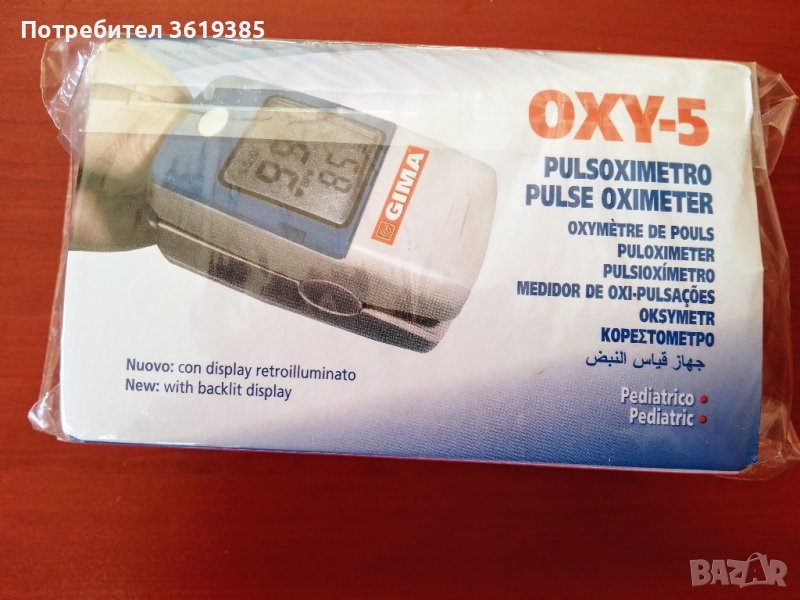 Потребител 3619385
OXY-5
PULSOXIMETRO
PULSE OXIMETER
OXYMÈTRE DE POULS
PULOXIMETER
PULSIOXÍMETRO
MEDIDOR DE OXI-PULSAÇÕES
OKSYMETR
ΚΟΡΕΣΤΟΜΕΤΡΟ
جهاز قياس النبض
GIMA
Nuovo: con display retroilluminato
New: with backlit display
Pediatrico •
Pediatric •
BAZAR